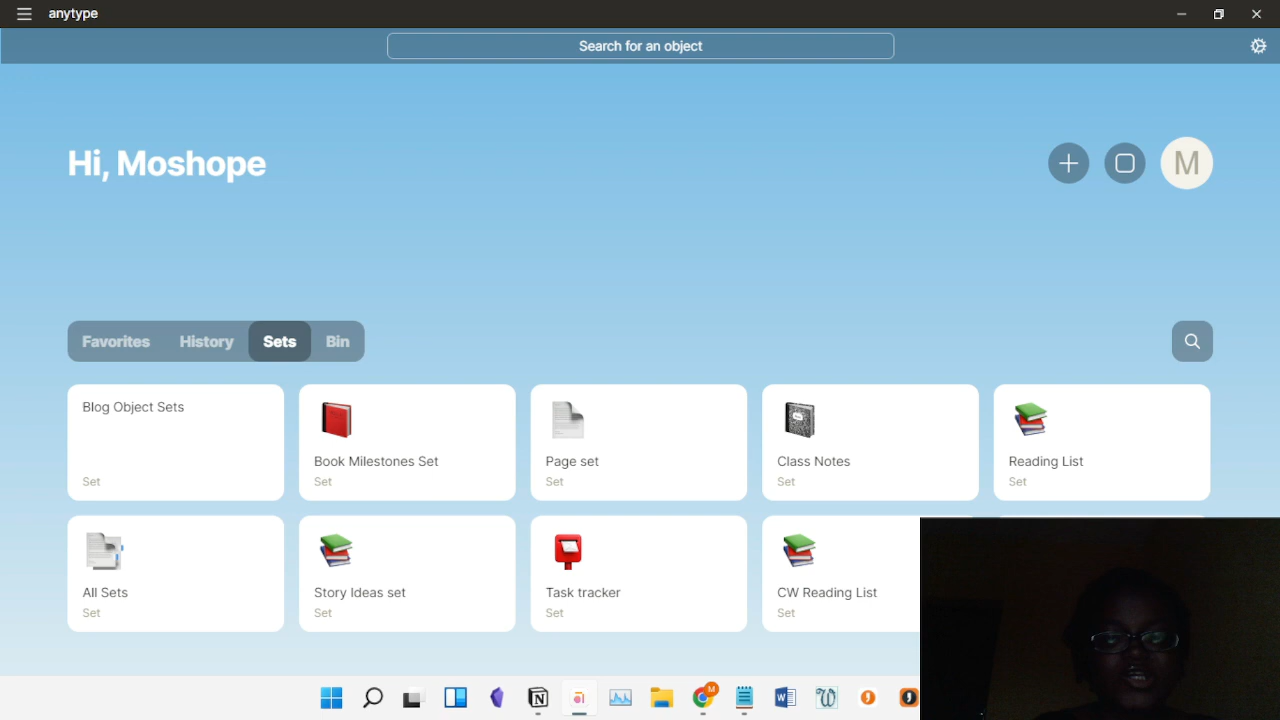 anytype
Search for an object
Hi, Moshope
M
Favorites History Sets Bin
Blog Object Sets
Set
Book Milestones Set
Set
Page set
Set
Class Notes
Set
Reading List
Set
All Sets
Set
Story Ideas set
Set
Task tracker
Set
CW Reading List
Set